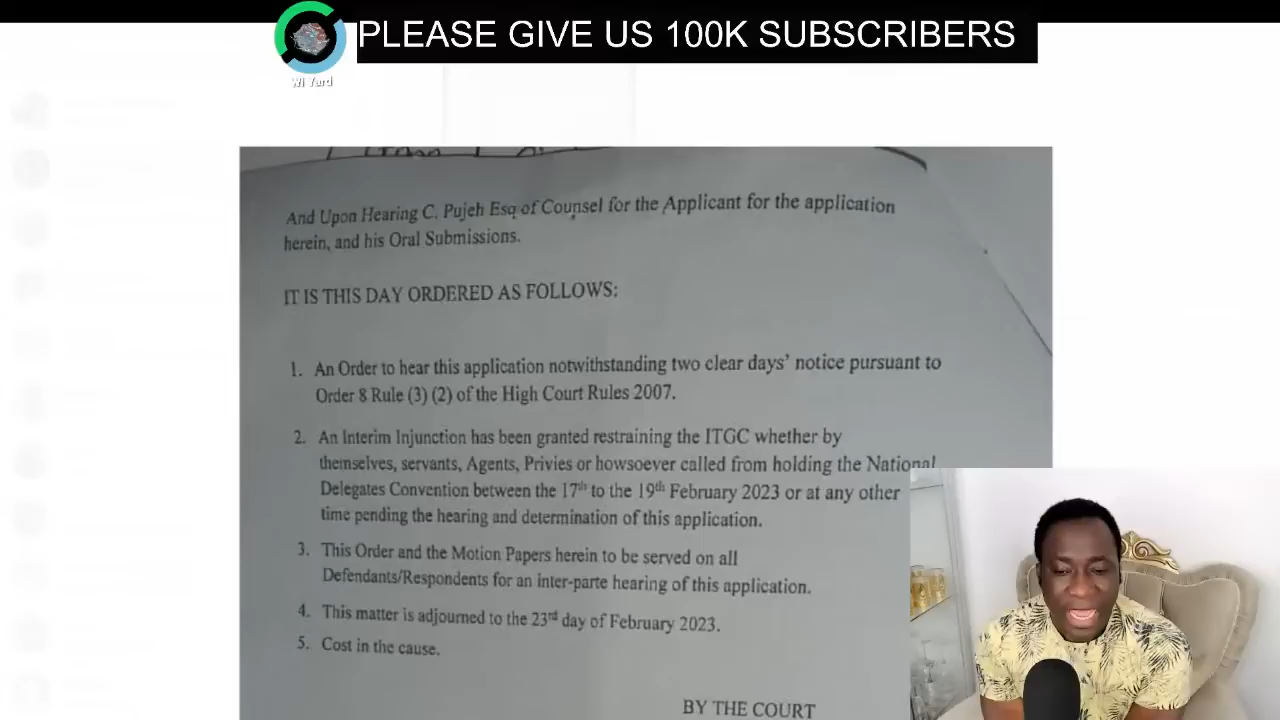 PLEASE GIVE US 100K SUBSCRIBERS
Wi Yard
And Upon Hearing C. Pujeh Esq of Counsel for the Applicant for the application
herein, and his Oral Submissions.
IT IS THIS DAY ORDERED AS FOLLOWS:
1. An Order to hear this application notwithstanding two clear days' notice pursuant to
Order 8 Rule (3) (2) of the High Court Rules 2007.
2. An Interim Injunction has been granted restraining the ITGC whether by
themselves, servants, Agents, Privies or howsoever called from holding the National
Delegates Convention between the 17th to the 19th February 2023 or at any other
time pending the hearing and determination of this application.
3. This Order and the Motion Papers herein to be served on all
Defendants/Respondents for an inter-parte hearing of this application.
4. This matter is adjourned to the 23rd day of February 2023.
5. Cost in the cause.
BY THE COURT